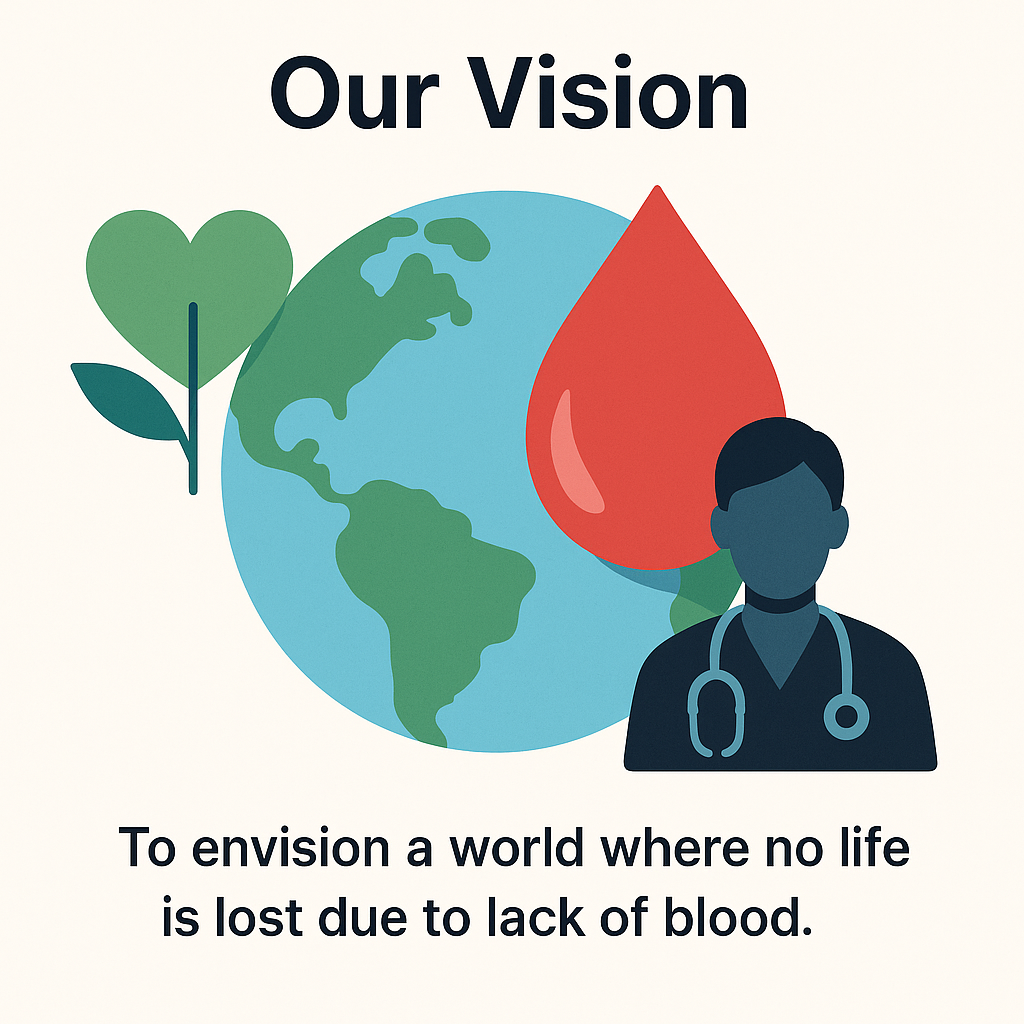 Our Vision
To envision a world where no life
is lost due to lack of blood.